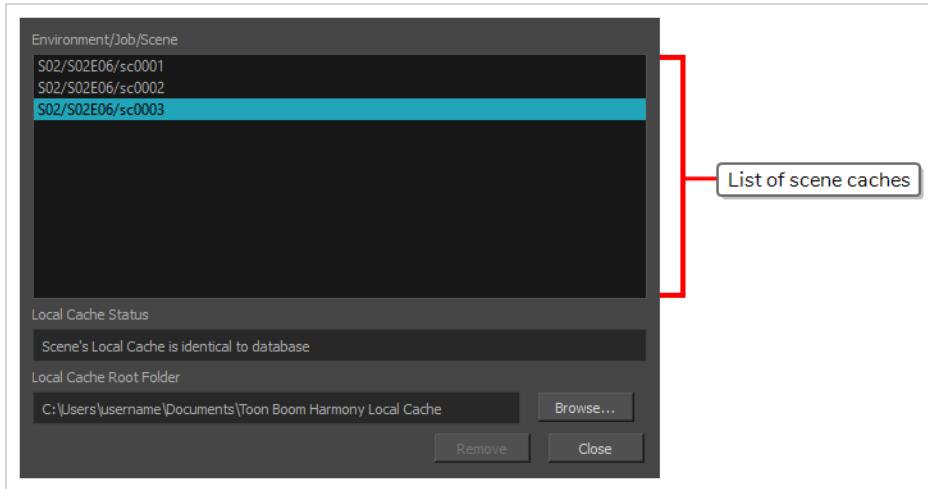 Environment/Job/Scene
S02/S02E06/sc0001
S02/S02E06/sc0002
S02/S02E06/sc0003
List of scene caches
Local Cache Status
Scene's Local Cache is identical to database
Local Cache Root Folder
C:\Users\username\Documents\Toon Boom Harmony Local Cache
Browse...
Remove
Close